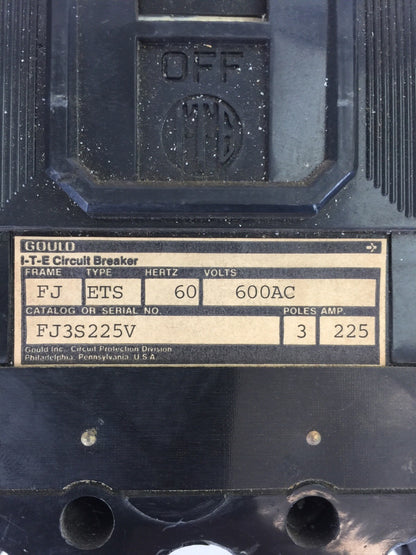 OFF
ITE
GOULD
I-T-E Circuit Breaker
FRAME TYPE HERTZ VOLTS
FJ ETS 60 600AC
CATALOG OR SERIAL NO. POLES AMP.
FJ3S225V 3 225
Gould Inc., Circuit Protection Division
Philadelphia, Pennsylvania, U.S.A.